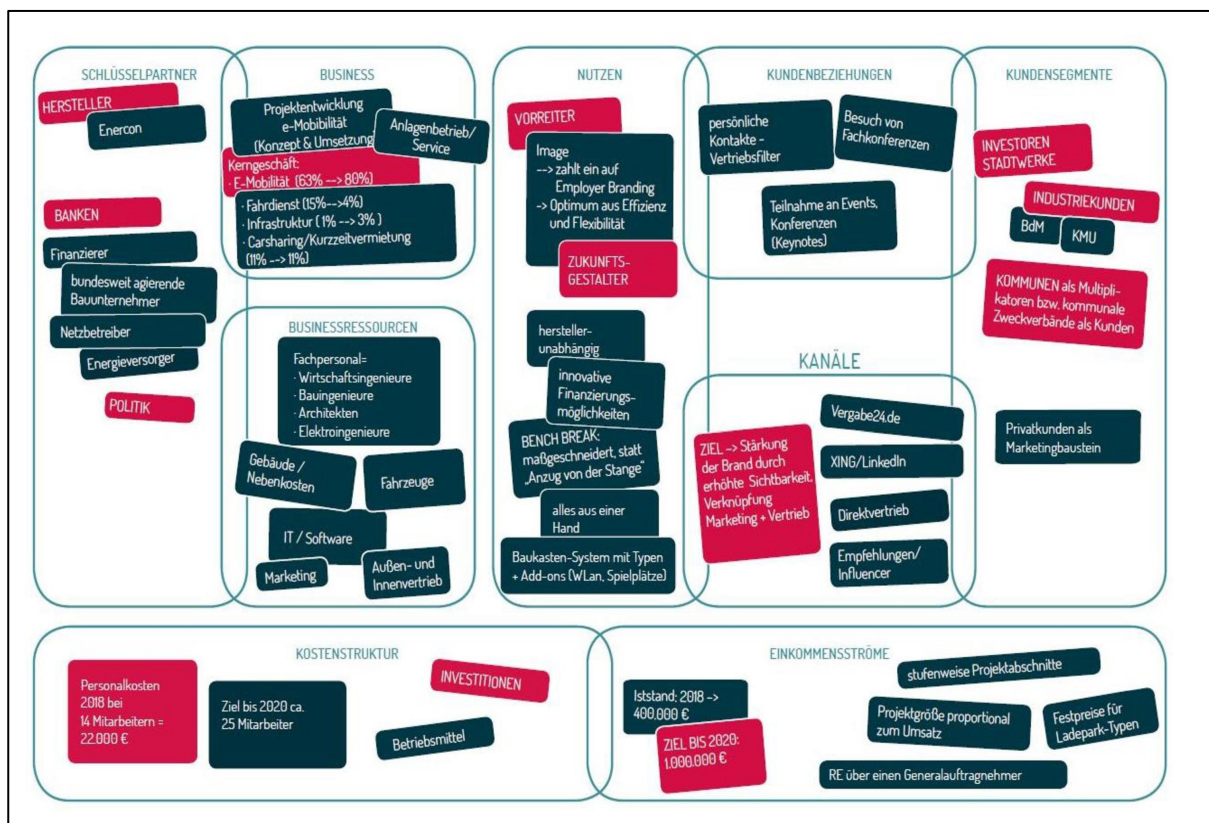 SCHLÜSSELPARTNER
HERSTELLER
Enercon
BANKEN
Finanzierer
bundesweit agierende
Bauunternehmer
Netzbetreiber
Energieversorger
POLITIK
BUSINESS
Projektentwicklung
e-Mobibilität
(Konzept & Umsetzung)
Anlagenbetrieb/
Service
Kerngeschäft:
· E-Mobilität (63% --> 80%)
· Fahrdienst (15%-->4%)
· Infrastruktur ( 1% --> 3% )
· Carsharing/Kurzzeitvermietung
(11% --> 11%)
BUSINESSRESSOURCEN
Fachpersonal=
· Wirtschaftsingenieure
· Bauingenieure
· Architekten
· Elektroingenieure
Gebäude /
Nebenkosten
Fahrzeuge
IT / Software
Marketing
Außen- und
Innenvertrieb
NUTZEN
VORREITER
Image
--> zahlt ein auf
Employer Branding
-> Optimum aus Effizienz
und Flexibilität
ZUKUNFTS-
GESTALTER
hersteller-
unabhängig
innovative
Finanzierungs-
möglichkeiten
BENCH BREAK:
maßgeschneidert, statt
„Anzug von der Stange“
alles aus einer
Hand
Baukasten-System mit Typen
+ Add-ons (WLan, Spielplätze)
KUNDENBEZIEHUNGEN
persönliche
Kontakte -
Vertriebsfilter
Besuch von
Fachkonferenzen
Teilnahme an Events,
Konferenzen
(Keynotes)
KANÄLE
ZIEL -> Stärkung
der Brand durch
erhöhte Sichtbarkeit,
Verknüpfung
Marketing + Vertrieb
Vergabe24.de
XING/LinkedIn
Direktvertrieb
Empfehlungen/
Influencer
KUNDENSEGMENTE
INVESTOREN
STADTWERKE
INDUSTRIEKUNDEN
BdM
KMU
KOMMUNEN als Multipli-
katoren bzw. kommunale
Zweckverbände als Kunden
Privatkunden als
Marketingbaustein
KOSTENSTRUKTUR
Personalkosten
2018 bei
14 Mitarbeitern =
22.000 €
Ziel bis 2020 ca.
25 Mitarbeiter
INVESTITIONEN
Betriebsmittel
EINKOMMENSSTRÖME
Iststand: 2018 ->
400.000 €
ZIEL BIS 2020:
1.000.000 €
stufenweise Projektabschnitte
Projektgröße proportional
zum Umsatz
Festpreise für
Ladepark-Typen
RE über einen Generalauftragnehmer